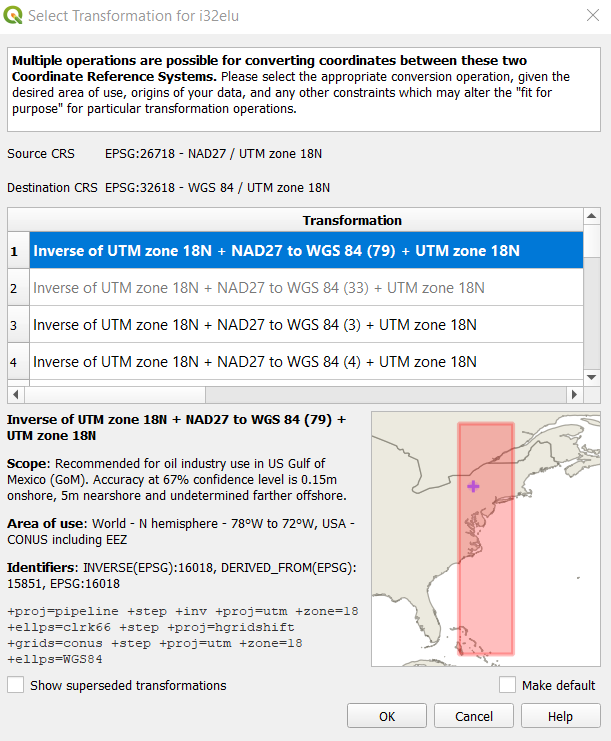 Select Transformation for i32elu
Multiple operations are possible for converting coordinates between these two
Coordinate Reference Systems. Please select the appropriate conversion operation, given the
desired area of use, origins of your data, and any other constraints which may alter the "fit for
purpose" for particular transformation operations.
Source CRS EPSG:26718 - NAD27 / UTM zone 18N
Destination CRS EPSG:32618 - WGS 84 / UTM zone 18N
Transformation
1 Inverse of UTM zone 18N + NAD27 to WGS 84 (79) + UTM zone 18N
2 Inverse of UTM zone 18N + NAD27 to WGS 84 (33) + UTM zone 18N
3 Inverse of UTM zone 18N + NAD27 to WGS 84 (3) + UTM zone 18N
4 Inverse of UTM zone 18N + NAD27 to WGS 84 (4) + UTM zone 18N
Inverse of UTM zone 18N + NAD27 to WGS 84 (79) +
UTM zone 18N
Scope: Recommended for oil industry use in US Gulf of
Mexico (GoM). Accuracy at 67% confidence level is 0.15m
onshore, 5m nearshore and undetermined farther offshore.
Area of use: World - N hemisphere - 78°W to 72°W, USA -
CONUS including EEZ
Identifiers: INVERSE(EPSG):16018, DERIVED_FROM(EPSG):
15851, EPSG:16018
+proj=pipeline +step +inv +proj=utm +zone=18
+ellps=clrk66 +step +proj=hgridshift
+grids=conus +step +proj=utm +zone=18
+ellps=WGS84
Show superseded transformations
Make default
OK
Cancel
Help